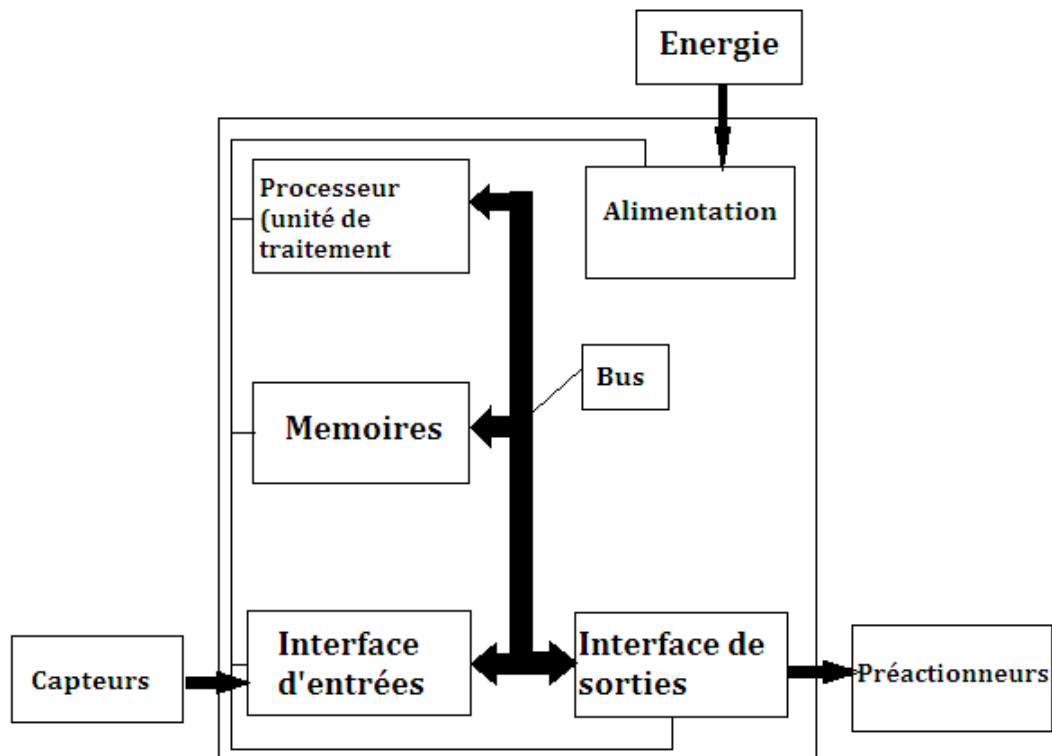 Energie
Processeur
(unité de
traitement
Alimentation
Bus
Memoires
Capteurs
Interface
d'entrées
Interface de
sorties
Préactionneurs